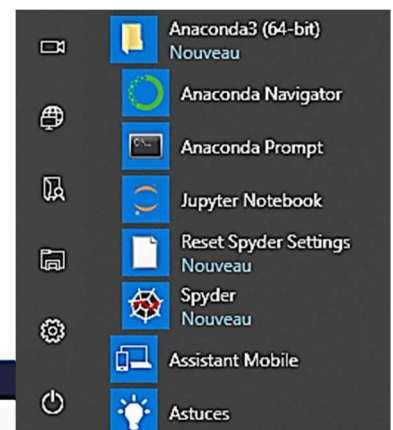 Anaconda3 (64-bit)
Nouveau
Anaconda Navigator
Anaconda Prompt
Jupyter Notebook
Reset Spyder Settings
Nouveau
Spyder
Nouveau
Assistant Mobile
Astuces